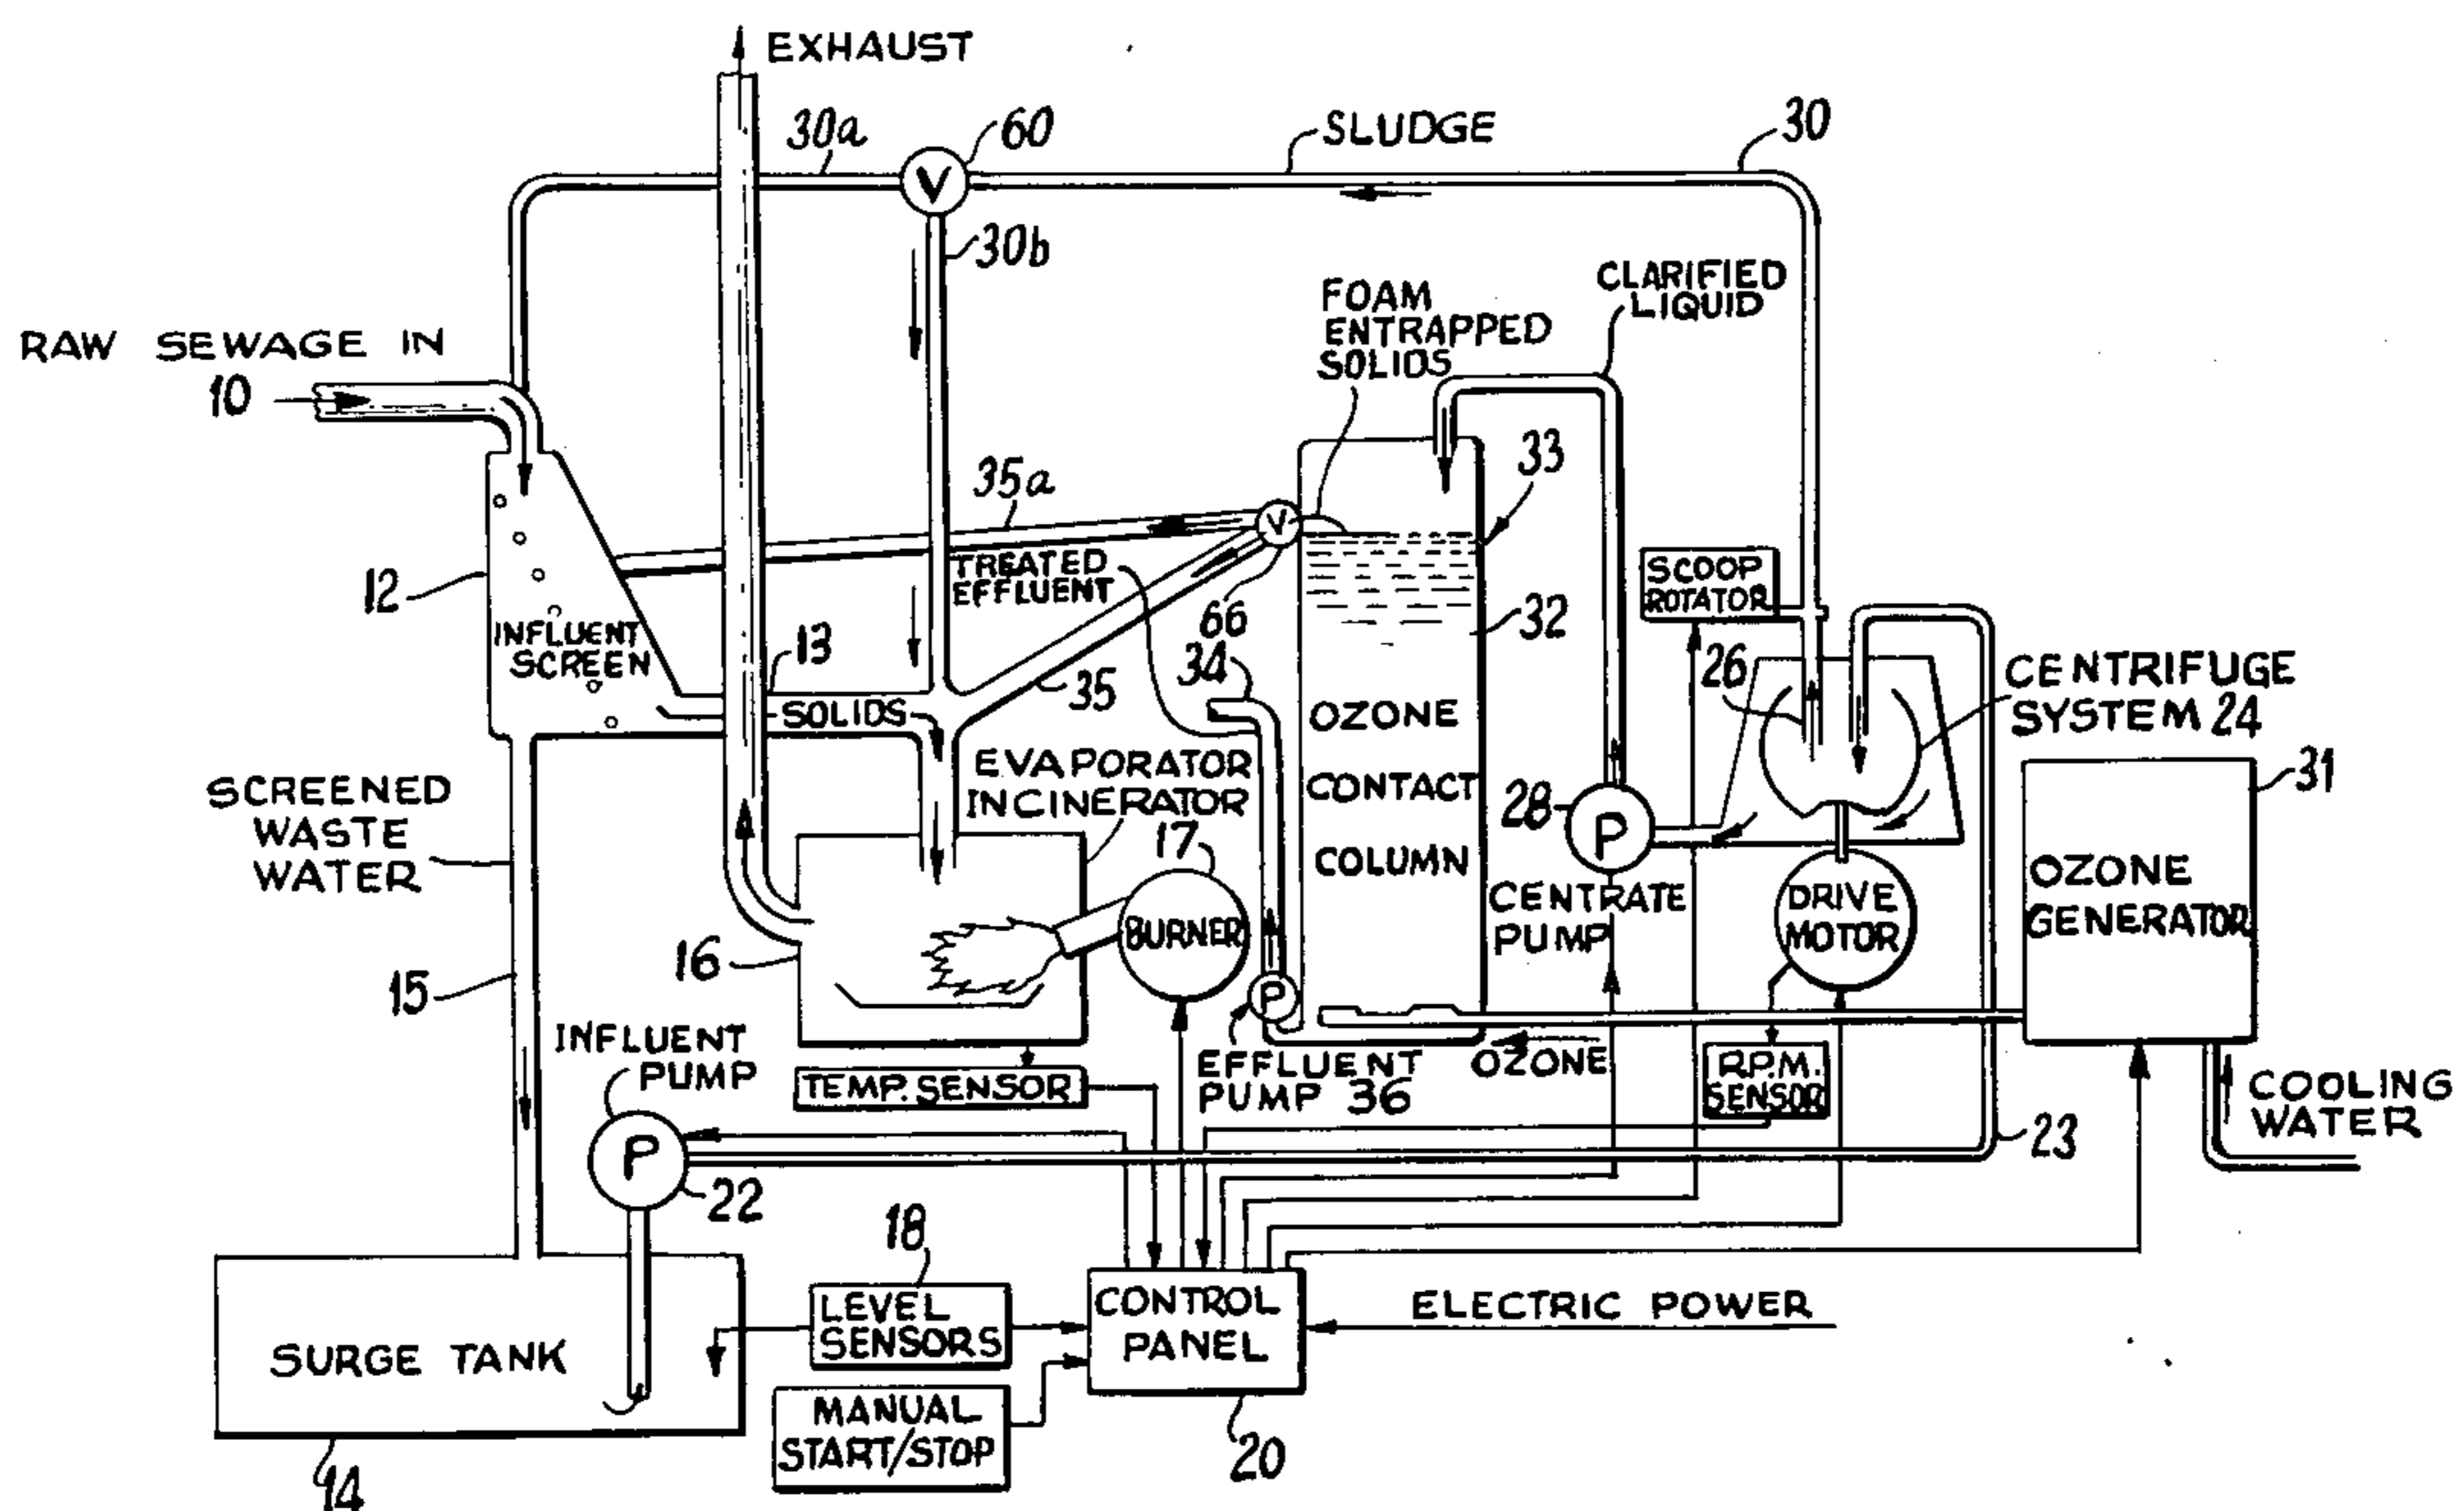 EXHAUST
30a
60
SLUDGE
30
30b
CLARIFIED
LIQUID
FOAM
ENTRAPPED
SOLIDS
RAW SEWAGE IN
10
33
35a
V
V
TREATED
EFFLUENT
SCOOP
ROTATOR
12
INFLUENT
SCREEN
13
66
32
34
35
26
CENTRIFUGE
SYSTEM 24
SOLIDS
OZONE
CONTACT
COLUMN
EVAPORATOR
INCINERATOR
31
SCREENED
WASTE
WATER
17
28
P
BURNER
CENTRATE
PUMP
DRIVE
MOTOR
OZONE
GENERATOR
16
15
P
INFLUENT
PUMP
TEMP. SENSOR
EFFLUENT
PUMP 36
OZONE
R.P.M.
SENSOR
COOLING
WATER
P
22
23
18
LEVEL
SENSORS
CONTROL
PANEL
ELECTRIC POWER
SURGE TANK
MANUAL
START/STOP
20
14